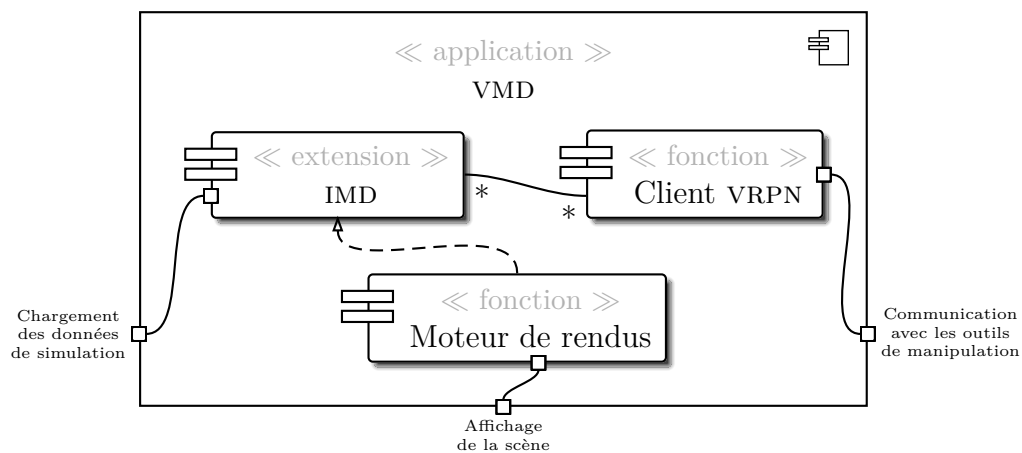 ≪ application ≫
VMD
≪ extension ≫
IMD
*
≪ fonction ≫
Client VRPN
*
≪ fonction ≫
Moteur de rendus
Chargement
des données
de simulation
Communication
avec les outils
de manipulation
Affichage
de la scène